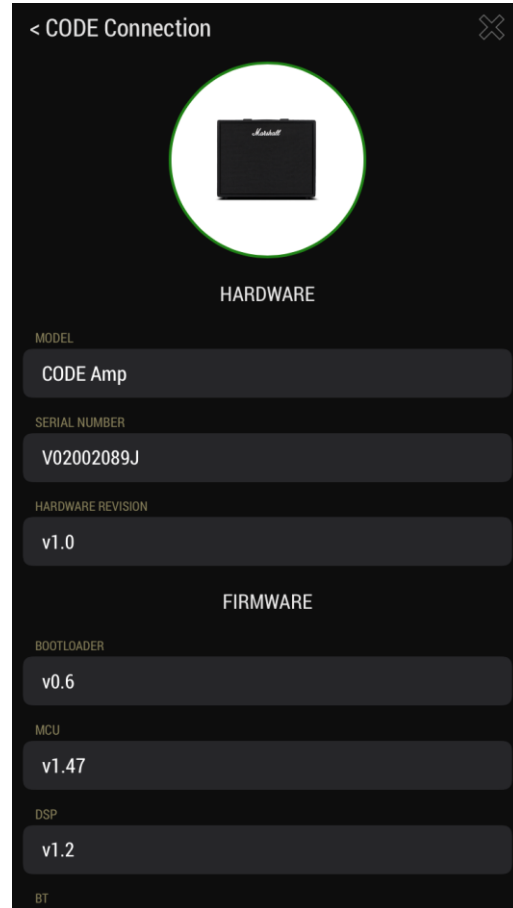 < CODE Connection
Marshall
HARDWARE
MODEL
CODE Amp
SERIAL NUMBER
V02002089J
HARDWARE REVISION
v1.0
FIRMWARE
BOOTLOADER
v0.6
MCU
v1.47
DSP
v1.2
BT